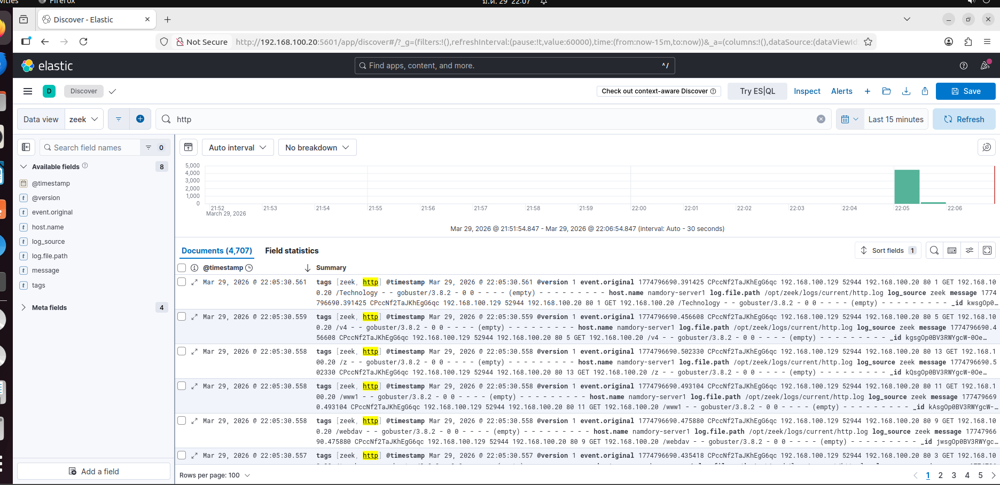 Firefox
มี.ค. 29 22:07
Discover - Elastic
Not Secure
http://192.168.100.20:5601/app/discover#/?_g=(filters:!(),refreshInterval:(pause:!t,value:60000),time:(from:now-15m,to:now))&_a=(columns:!(),dataSource:(dataViewId
elastic
Find apps, content, and more.
^/
D
Discover
Check out context-aware Discover
Try ES|QL
Inspect
Alerts
Save
Data view
zeek
http
Last 15 minutes
Refresh
Search field names
0
Auto interval
No breakdown
Available fields
8
@timestamp
@version
event.original
host.name
log_source
log.file.path
message
tags
Meta fields
4
Add a field
5,000
4,000
3,000
2,000
1,000
0
21:52 21:53 21:54 21:55 21:56 21:57 21:58 21:59 22:00 22:01 22:02 22:03 22:04 22:05 22:06
March 29, 2026
Mar 29, 2026 @ 21:51:54.847 - Mar 29, 2026 @ 22:06:54.847 (interval: Auto - 30 seconds)
Documents (4,707)
Field statistics
Sort fields 1
@timestamp
Summary
Mar 29, 2026 @ 22:05:30.561 tags [zeek, http] @timestamp Mar 29, 2026 @ 22:05:30.561 @version 1 event.original 1774796690.391425 CPccNf2TaJKhEgG6qc 192.168.100.129 52944 192.168.100.20 80 1 GET 192.168.10
0.20 /Technology - - gobuster/3.8.2 - 0 0 - - - - (empty) - - - - - - - - - host.name namdory-server1 log.file.path /opt/zeek/logs/current/http.log log_source zeek message 1774
796690.391425 CPccNf2TaJKhEgG6qc 192.168.100.129 52944 192.168.100.20 80 1 GET 192.168.100.20 /Technology - - gobuster/3.8.2 - 0 0 - - - - (empty) - - - - - - - - - _id kwsgOp0…
Mar 29, 2026 @ 22:05:30.559 tags [zeek, http] @timestamp Mar 29, 2026 @ 22:05:30.559 @version 1 event.original 1774796690.456608 CPccNf2TaJKhEgG6qc 192.168.100.129 52944 192.168.100.20 80 5 GET 192.168.10
0.20 /v4 - - gobuster/3.8.2 - 0 0 - - - - (empty) - - - - - - - - - host.name namdory-server1 log.file.path /opt/zeek/logs/current/http.log log_source zeek message 1774796690.4
56608 CPccNf2TaJKhEgG6qc 192.168.100.129 52944 192.168.100.20 80 5 GET 192.168.100.20 /v4 - - gobuster/3.8.2 - 0 0 - - - - (empty) - - - - - - - - - _id kgsgOp0BV3RWYgcW-0Oe…
Mar 29, 2026 @ 22:05:30.558 tags [zeek, http] @timestamp Mar 29, 2026 @ 22:05:30.558 @version 1 event.original 1774796690.502330 CPccNf2TaJKhEgG6qc 192.168.100.129 52944 192.168.100.20 80 13 GET 192.168.1
00.20 /z - - gobuster/3.8.2 - 0 0 - - - - (empty) - - - - - - - - - host.name namdory-server1 log.file.path /opt/zeek/logs/current/http.log log_source zeek message 1774796690.5
02330 CPccNf2TaJKhEgG6qc 192.168.100.129 52944 192.168.100.20 80 13 GET 192.168.100.20 /z - - gobuster/3.8.2 - 0 0 - - - - (empty) - - - - - - - - - _id kQsgOp0BV3RWYgcW-0Oe…
Mar 29, 2026 @ 22:05:30.558 tags [zeek, http] @timestamp Mar 29, 2026 @ 22:05:30.558 @version 1 event.original 1774796690.493104 CPccNf2TaJKhEgG6qc 192.168.100.129 52944 192.168.100.20 80 11 GET 192.168.1
00.20 /www1 - - gobuster/3.8.2 - 0 0 - - - - (empty) - - - - - - - - - host.name namdory-server1 log.file.path /opt/zeek/logs/current/http.log log_source zeek message 177479669
0.493104 CPccNf2TaJKhEgG6qc 192.168.100.129 52944 192.168.100.20 80 11 GET 192.168.100.20 /www1 - - gobuster/3.8.2 - 0 0 - - - - (empty) - - - - - - - - - _id kAsgOp0BV3RWYgcW-…
Mar 29, 2026 @ 22:05:30.558 tags [zeek, http] @timestamp Mar 29, 2026 @ 22:05:30.558 @version 1 event.original 1774796690.475880 CPccNf2TaJKhEgG6qc 192.168.100.129 52944 192.168.100.20 80 9 GET 192.168.10
0.20 /webdav - - gobuster/3.8.2 - 0 0 - - - - (empty) - - - - - - - - - host.name namdory-server1 log.file.path /opt/zeek/logs/current/http.log log_source zeek message 17747966
90.475880 CPccNf2TaJKhEgG6qc 192.168.100.129 52944 192.168.100.20 80 9 GET 192.168.100.20 /webdav - - gobuster/3.8.2 - 0 0 - - - - (empty) - - - - - - - - - _id jwsgOp0BV3RWYgc…
Mar 29, 2026 @ 22:05:30.557 tags [zeek, http] @timestamp Mar 29, 2026 @ 22:05:30.557 @version 1 event.original 1774796690.435418 CPccNf2TaJKhEgG6qc 192.168.100.129 52944 192.168.100.20 80 3 GET 192.168.10
Rows per page: 100
1 2 3 4 5